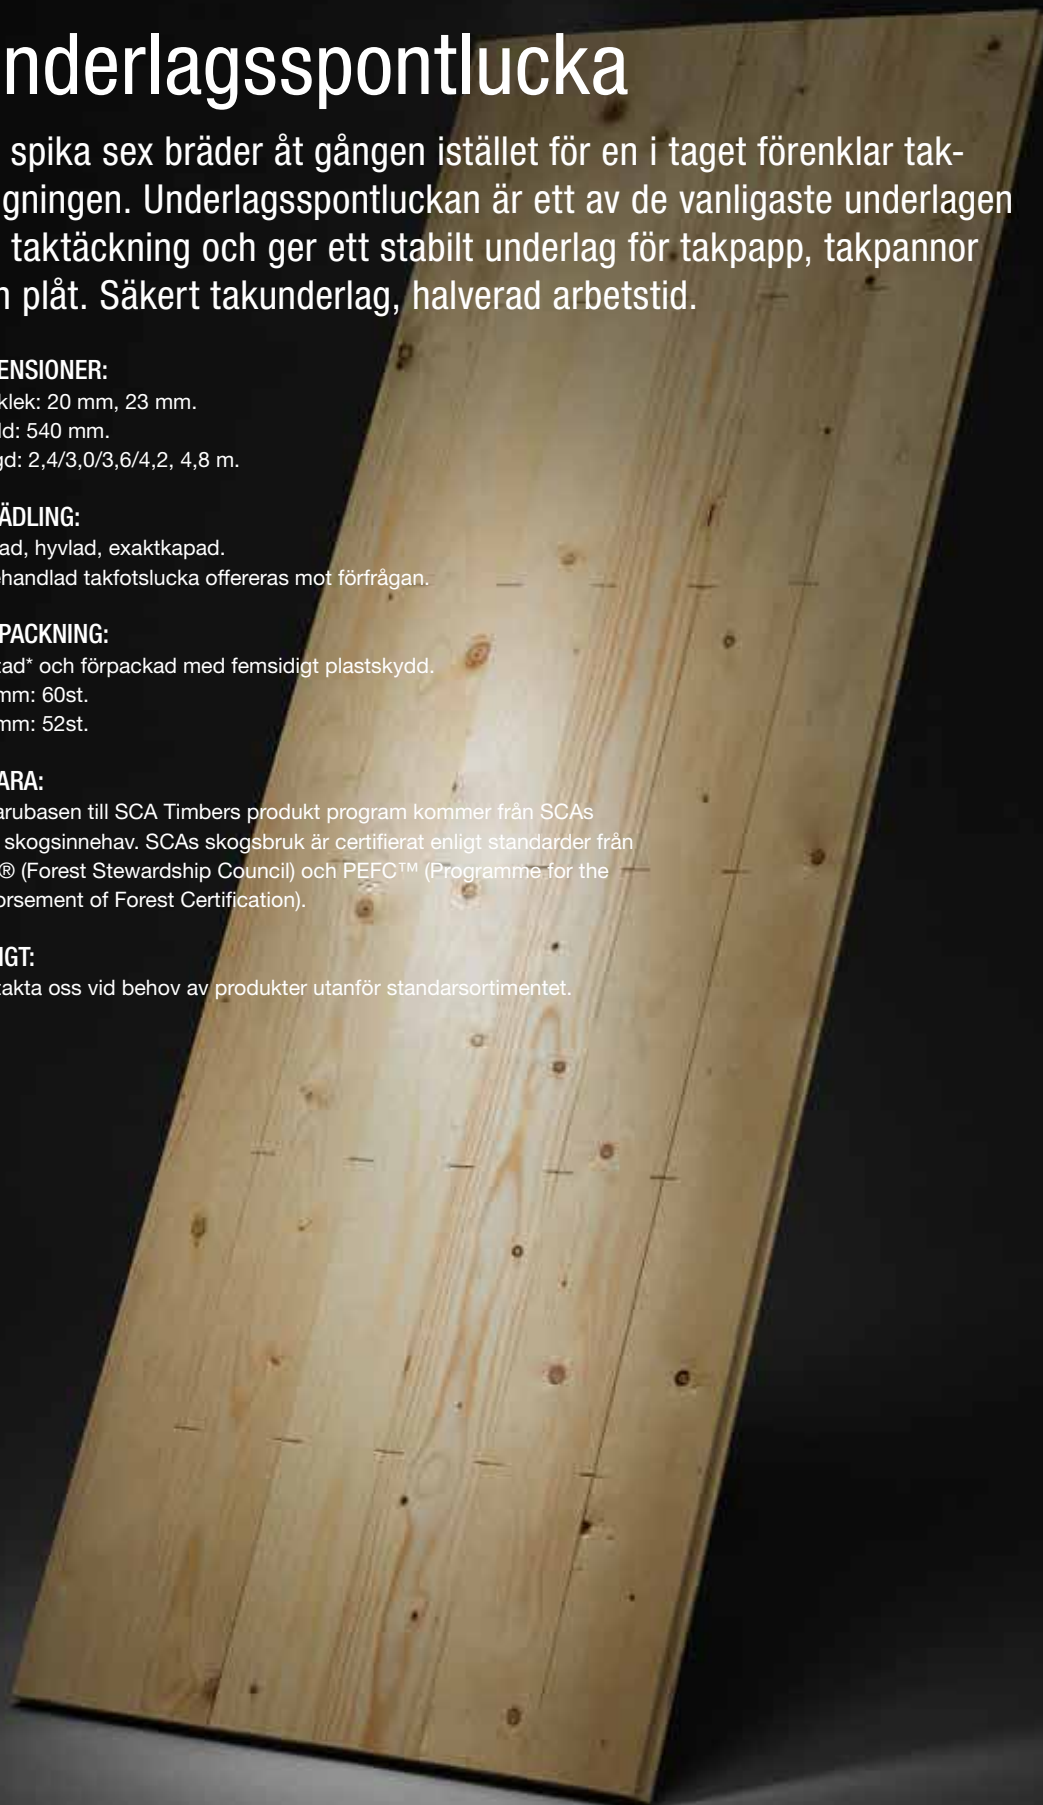 nderlagsspontlucka
spika sex bräder åt gången istället för en i taget förenklar tak-
gningen. Underlagsspontluckan är ett av de vanligaste underlagen
taktäckning och ger ett stabilt underlag för takpapp, takpannor
h plåt. Säkert takunderlag, halverad arbetstid.
ENSIONER:
klek: 20 mm, 23 mm.
ld: 540 mm.
gd: 2,4/3,0/3,6/4,2, 4,8 m.
ÄDLING:
ad, hyvlad, exaktkapad.
ehandlad takfotslucka offereras mot förfrågan.
PACKNING:
tad* och förpackad med femsidigt plastskydd.
mm: 60st.
mm: 52st.
ARA:
arubasen till SCA Timbers produkt program kommer från SCAs
skogsinnehav. SCAs skogsbruk är certifierat enligt standarder från
® (Forest Stewardship Council) och PEFC™ (Programme for the
orsement of Forest Certification).
IGT:
takta oss vid behov av produkter utanför standarsortimentet.